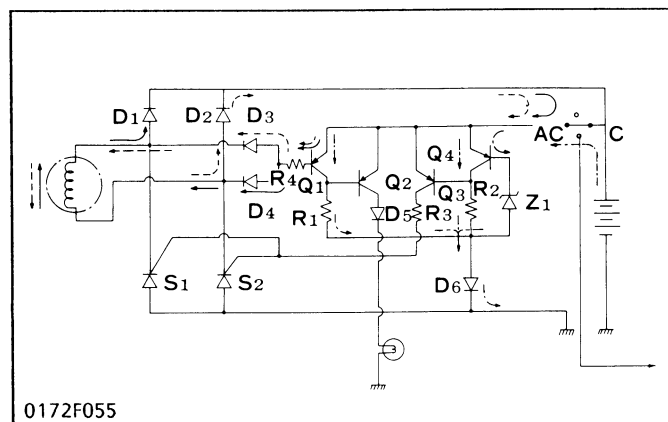 D1 D2 D3 AC C
R4 Q1 Q2 Q4 Q3 R2
D4 R1 D5 R3 Z1
S1 S2 D6
0172F055